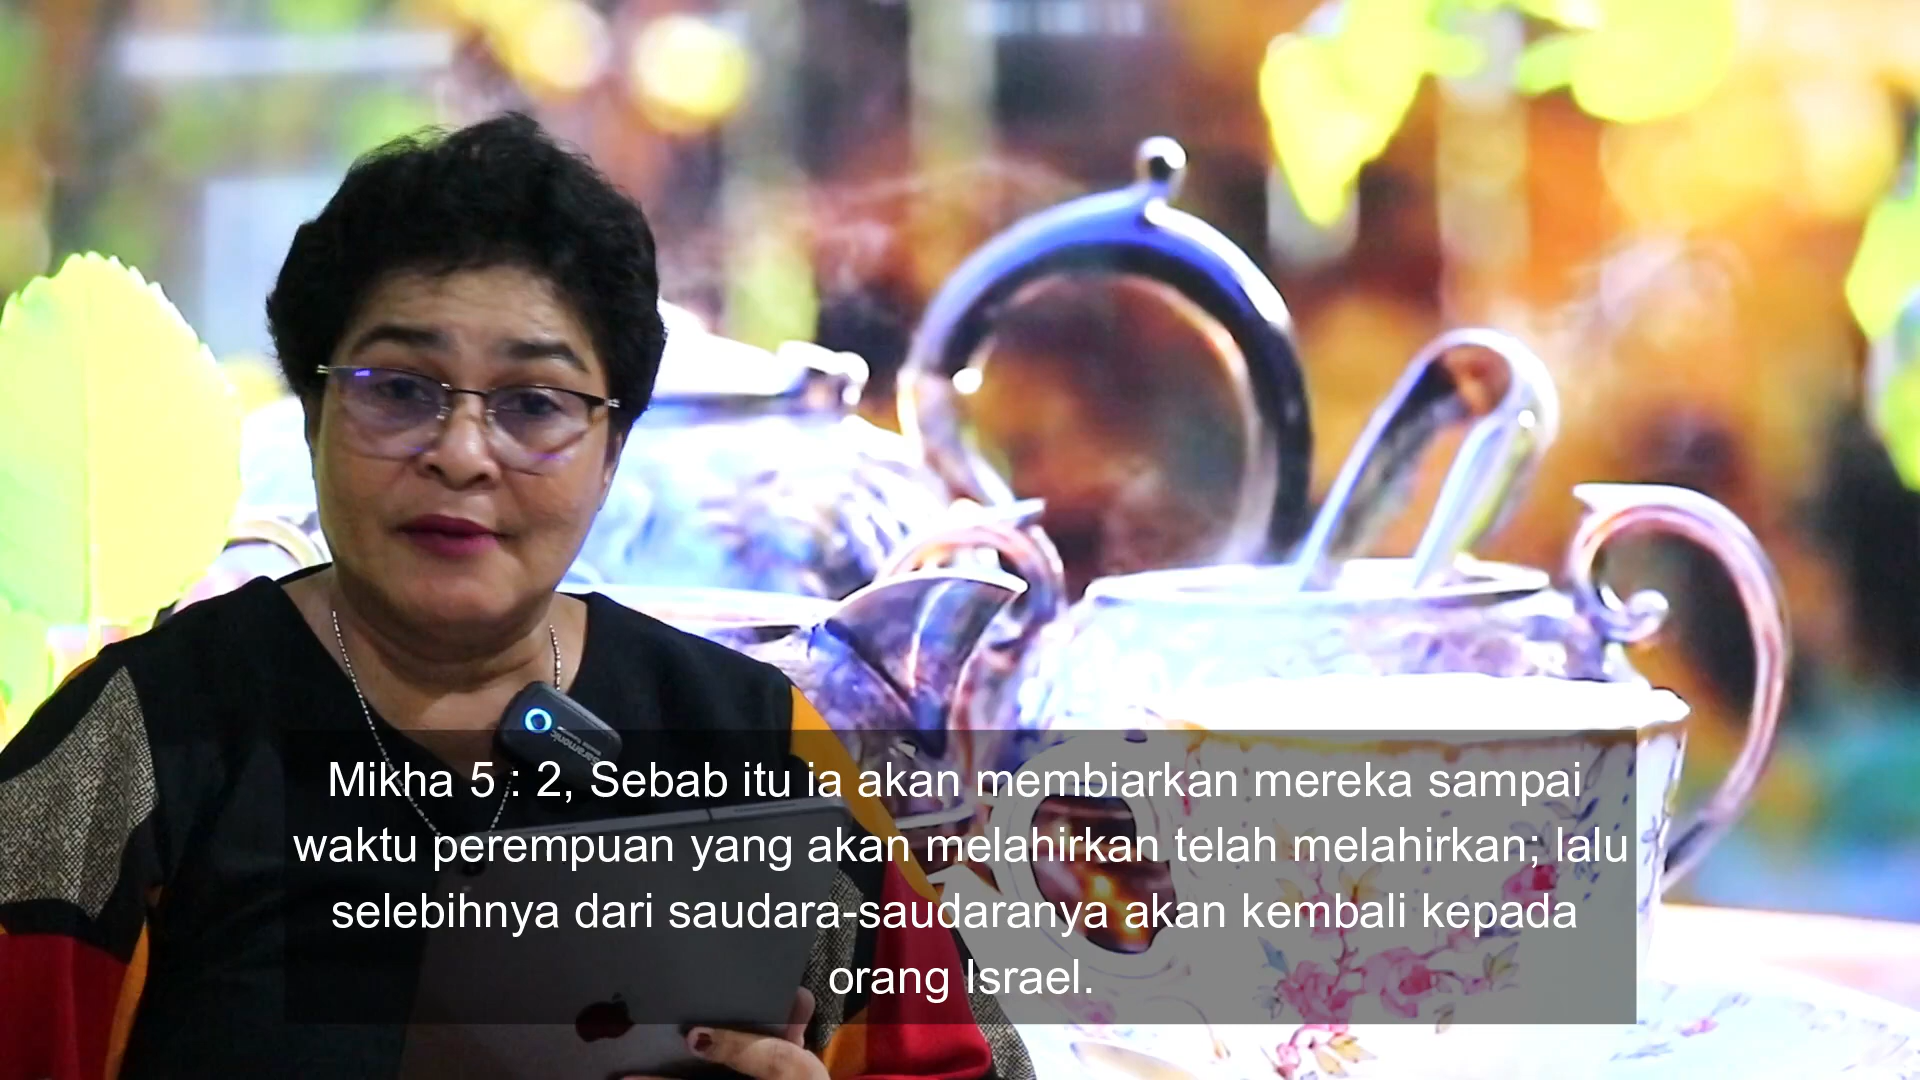 Mikha 5 : 2, Sebab itu ia akan membiarkan mereka sampai
waktu perempuan yang akan melahirkan telah melahirkan; lalu
selebihnya dari saudara-saudaranya akan kembali kepada
orang Israel.